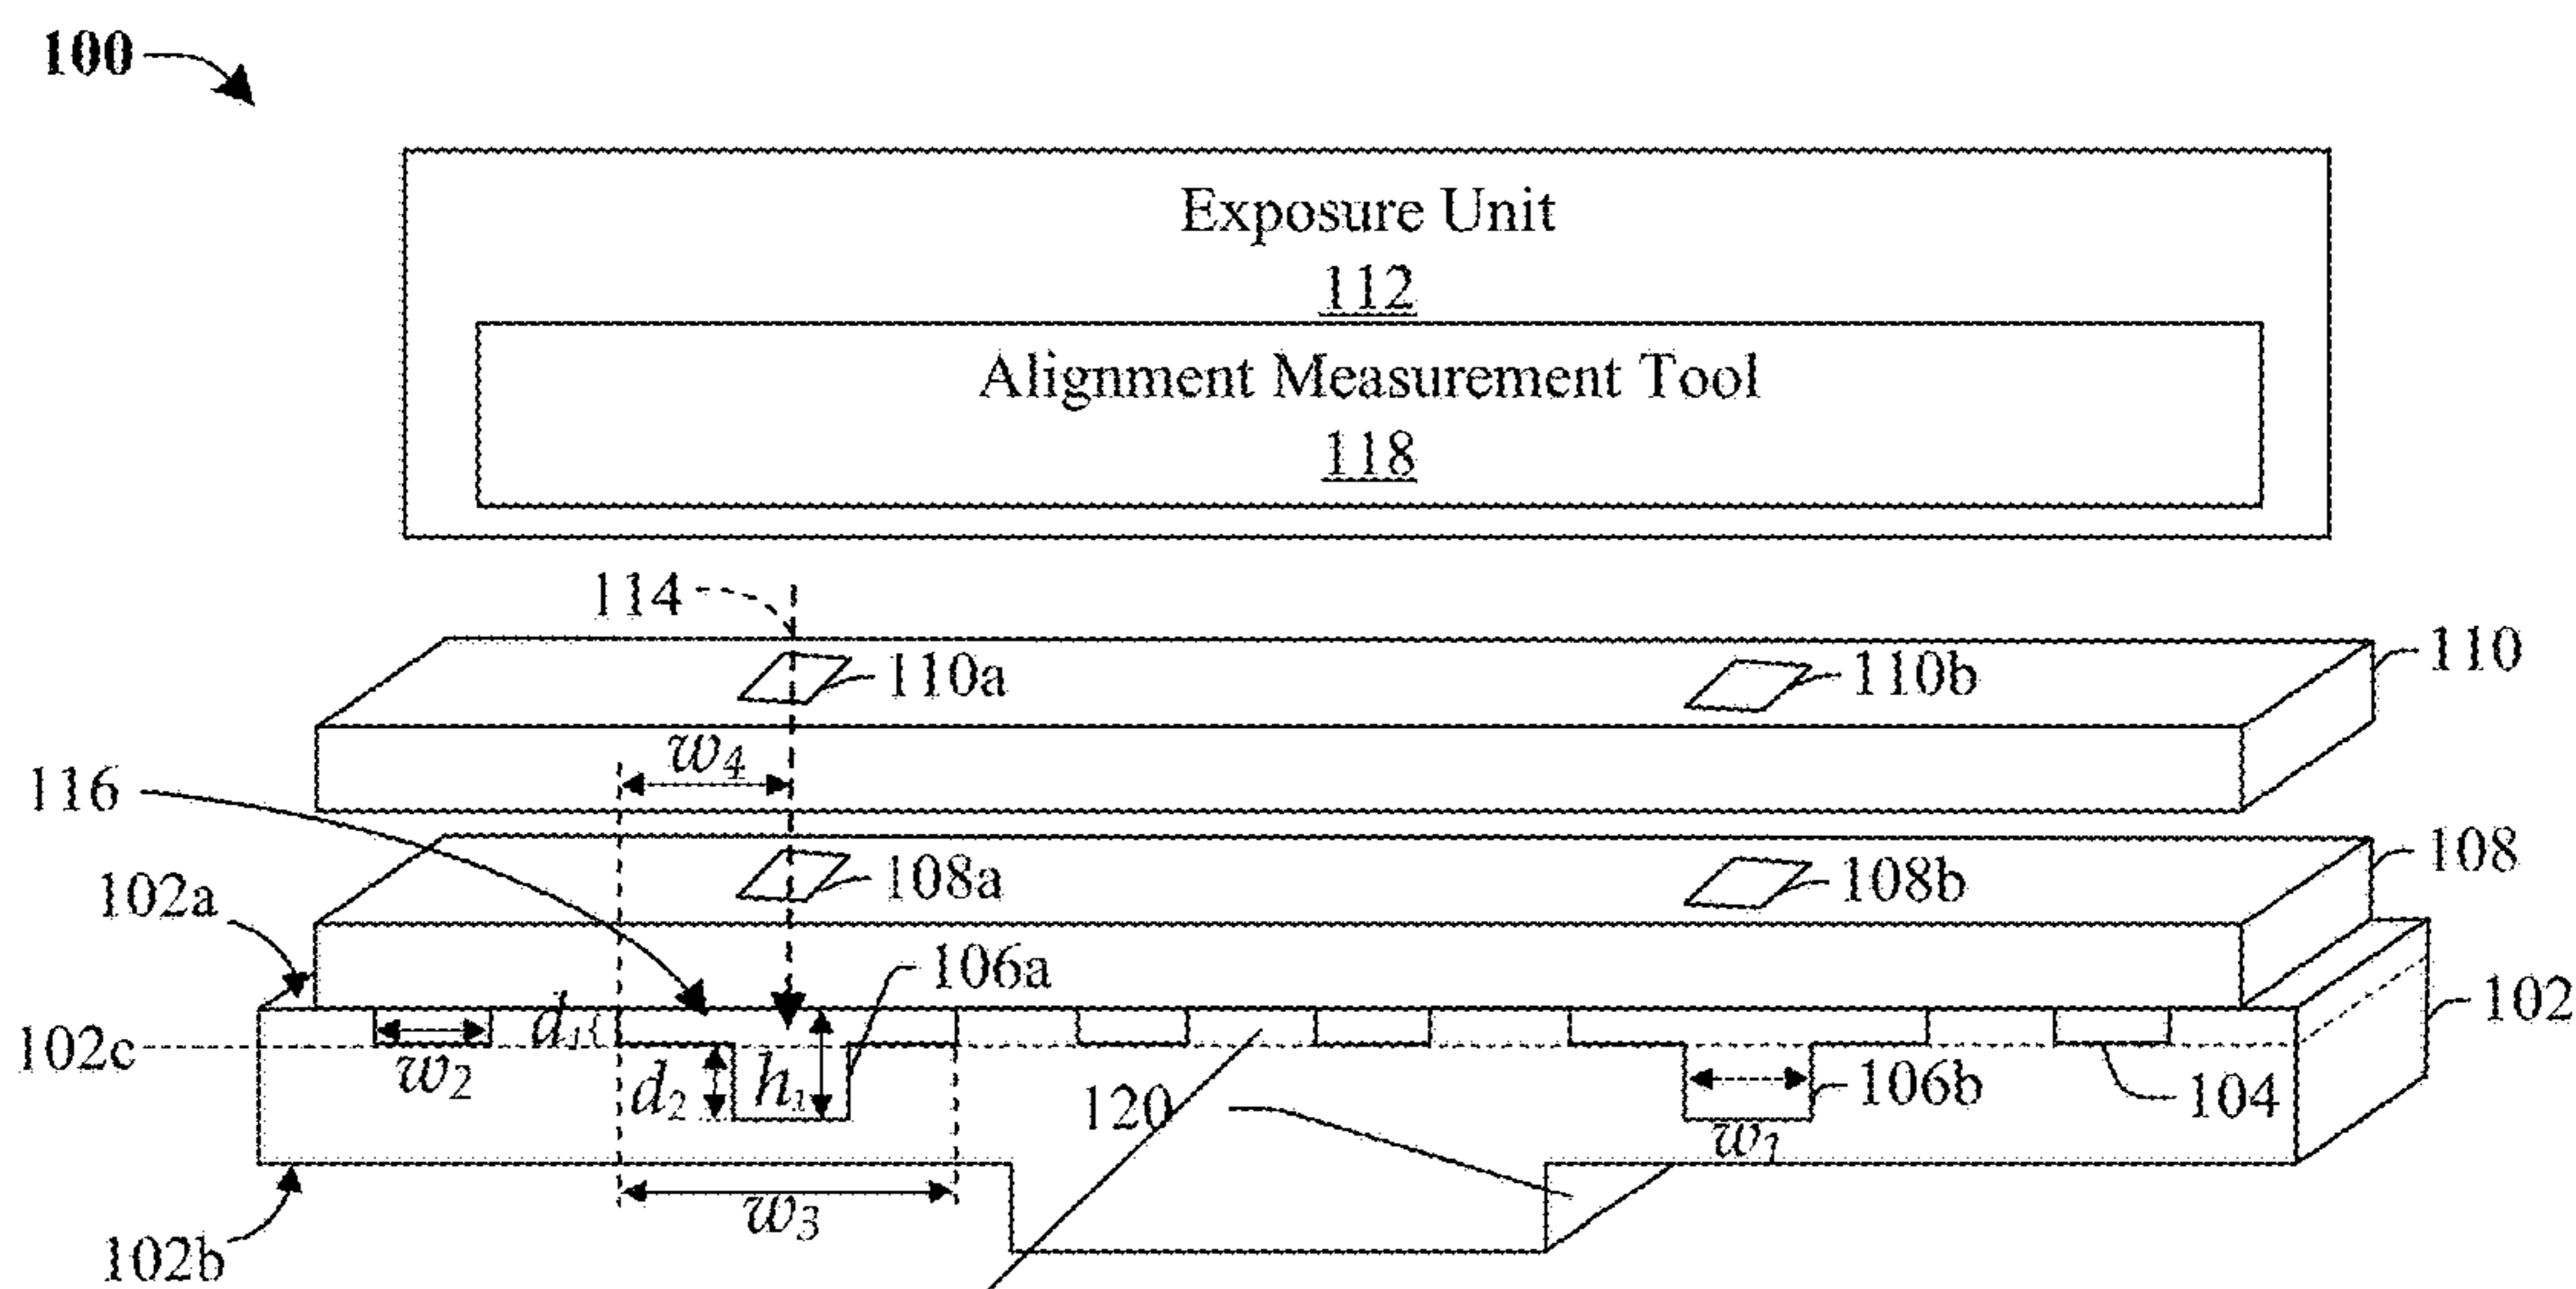 100
Exposure Unit
112
Alignment Measurement Tool
118
114
110a
110b
110
w4
116
108a
108b
108
102a
106a
d1
102
102c
w2
d2
h1
120
106b
104
w1
w3
102b